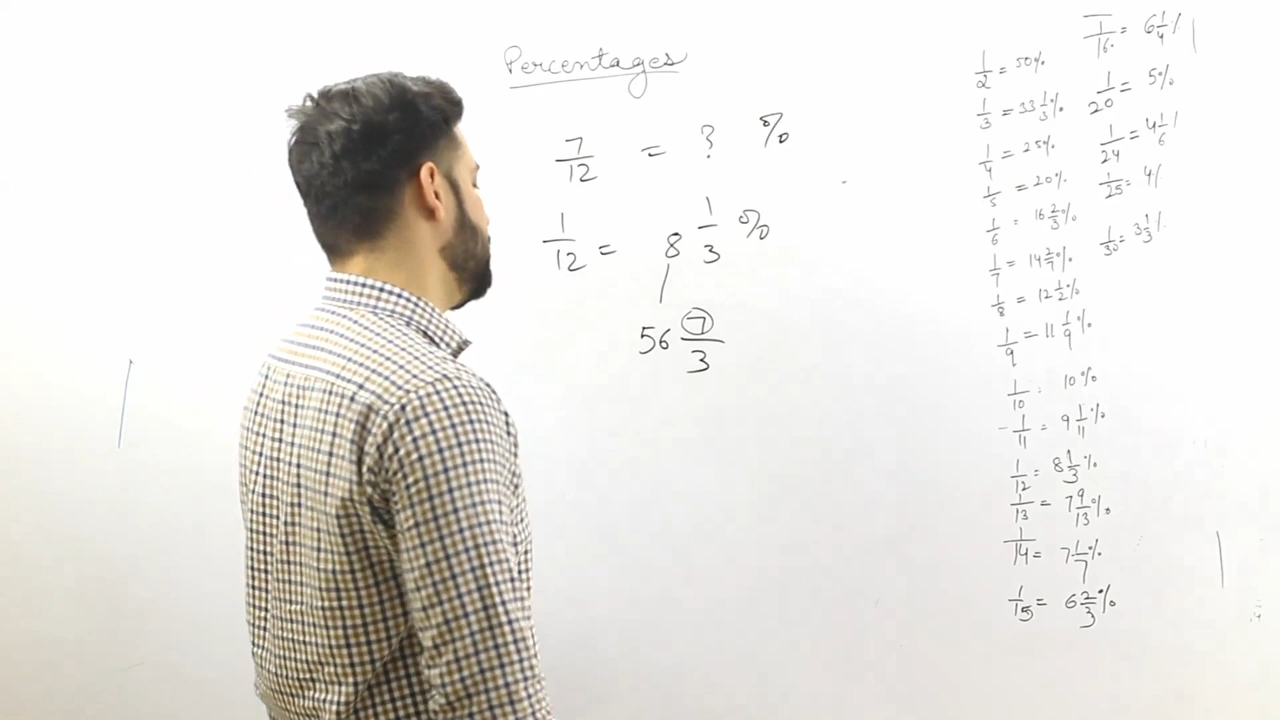 Percentages
7/12 = ? %
1/12 = 8 1/3 %
56 7/3
1/2 = 50%
1/3 = 33 1/3%
1/4 = 25%
1/5 = 20%
1/6 = 16 2/3%
1/7 = 14 2/7%
1/8 = 12 1/2%
1/9 = 11 1/9%
1/10 = 10%
1/11 = 9 1/11%
1/12 = 8 1/3%
1/13 = 7 9/13%
1/14 = 7 1/7%
1/15 = 6 2/3%
1/16 = 6 1/4%
1/20 = 5%
1/24 = 4 1/6
1/25 = 4%
1/30 = 3 1/3%